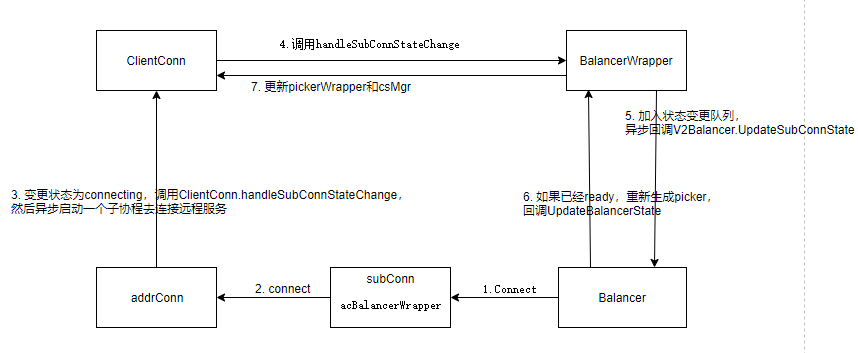 4. 调用handleSubConnStateChange
ClientConn
BalancerWrapper
7. 更新pickerWrapper和csMgr
5. 加入状态变更队列，
异步回调V2Balancer.UpdateSubConnState
3. 变更状态为connecting，调用ClientConn.handleSubConnStateChange，
然后异步启动一个子协程去连接远程服务
6. 如果已经ready，重新生成picker，
回调UpdateBalancerState
subConn
2. connect
1.Connect
addrConn
acBalancerWrapper
Balancer